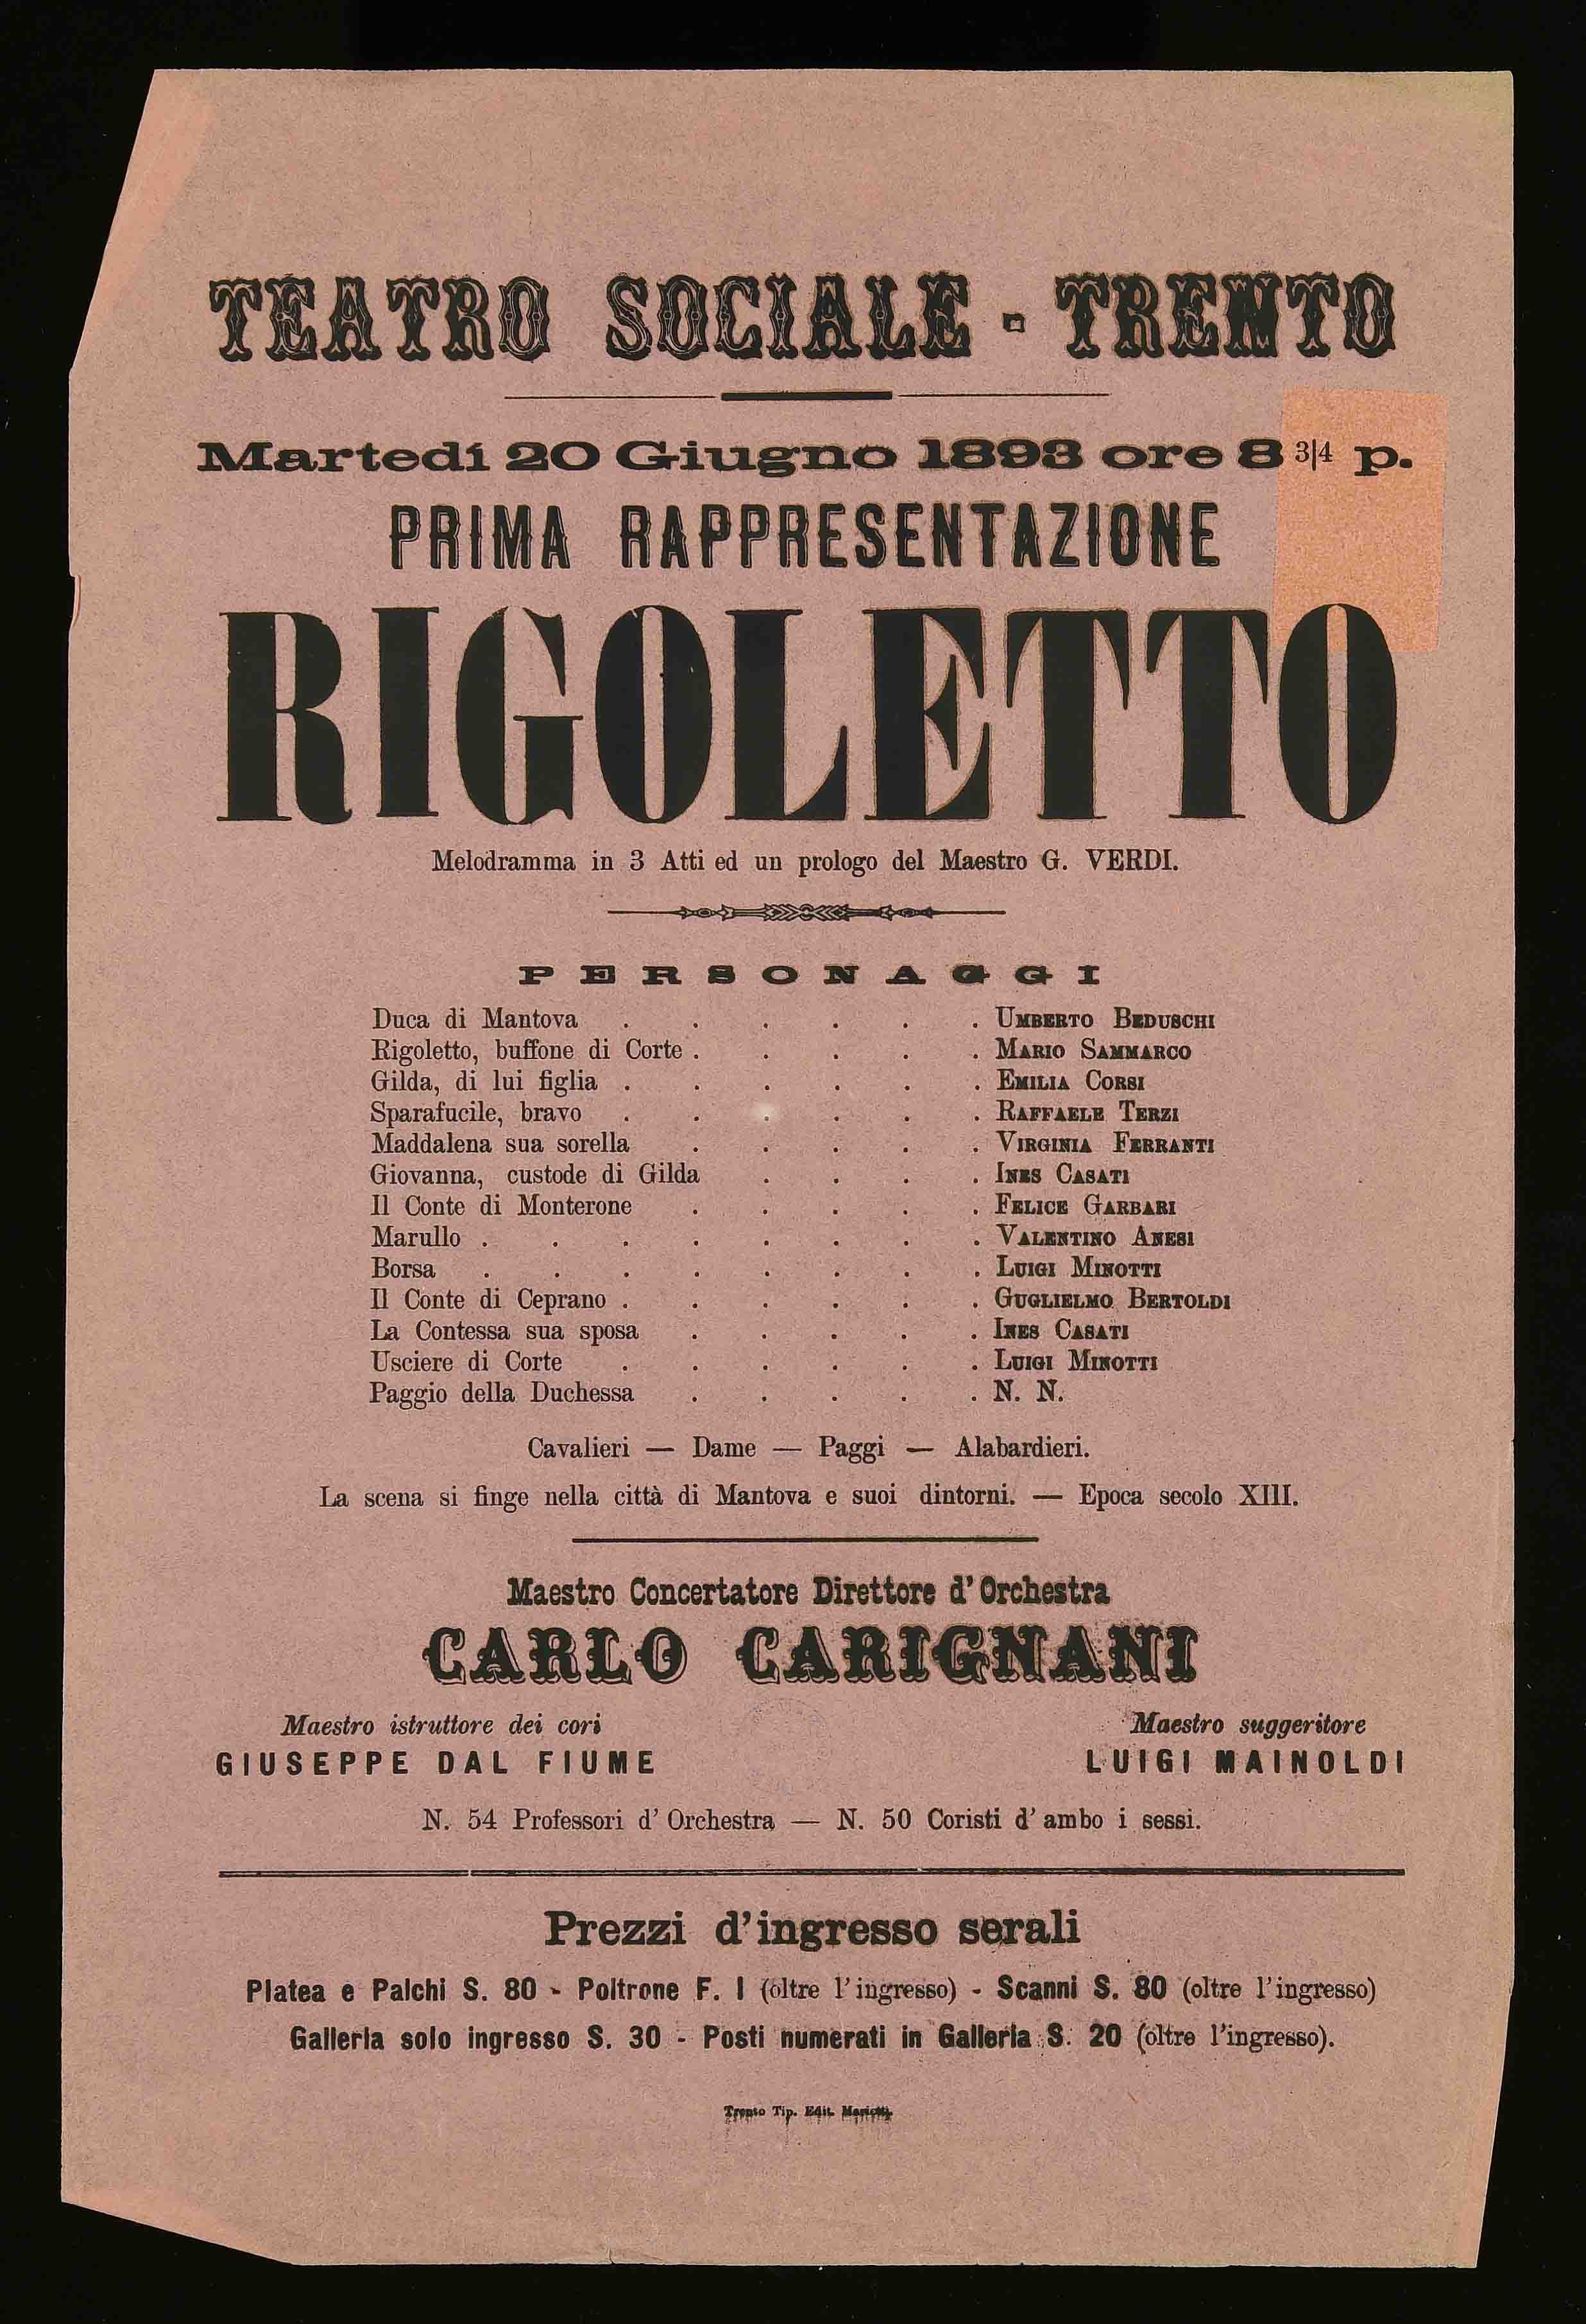 TEATRO SOCIALE - TRENTO
Martedí 20 Giugno 1893 ore 8 3|4 p.
PRIMA RAPPRESENTAZIONE
RIGOLETTO
Melodramma in 3 Atti ed un prologo del Maestro G. VERDI.
PERSONAGGI
Duca di Mantova . . . . . . UMBERTO BEDUSCHI
Rigoletto, buffone di Corte . . . . . MARIO SAMMARCO
Gilda, di lui figlia . . . . . . EMILIA CORSI
Sparafucile, bravo . . . . . . RAFFAELE TERZI
Maddalena sua sorella . . . . . VIRGINIA FERRANTI
Giovanna, custode di Gilda . . . . INES CASATI
Il Conte di Monterone . . . . . FELICE GARBARI
Marullo . . . . . . . . VALENTINO ANESI
Borsa . . . . . . . . LUIGI MINOTTI
Il Conte di Ceprano . . . . . . GUGLIELMO BERTOLDI
La Contessa sua sposa . . . . . INES CASATI
Usciere di Corte . . . . . . LUIGI MINOTTI
Paggio della Duchessa . . . . . N. N.
Cavalieri — Dame — Paggi — Alabardieri.
La scena si finge nella città di Mantova e suoi dintorni. — Epoca secolo XIII.
Maestro Concertatore Direttore d' Orchestra
CARLO CARIGNANI
Maestro istruttore dei cori
GIUSEPPE DAL FIUME
Maestro suggeritore
LUIGI MAINOLDI
N. 54 Professori d' Orchestra — N. 50 Coristi d' ambo i sessi.
Prezzi d'ingresso serali
Platea e Palchi S. 80 - Poltrone F. 1 (oltre l'ingresso) - Scanni S. 80 (oltre l'ingresso)
Galleria solo ingresso S. 30 - Posti numerati in Galleria S. 20 (oltre l'ingresso).
Trento Tip. Edit. Marietti.